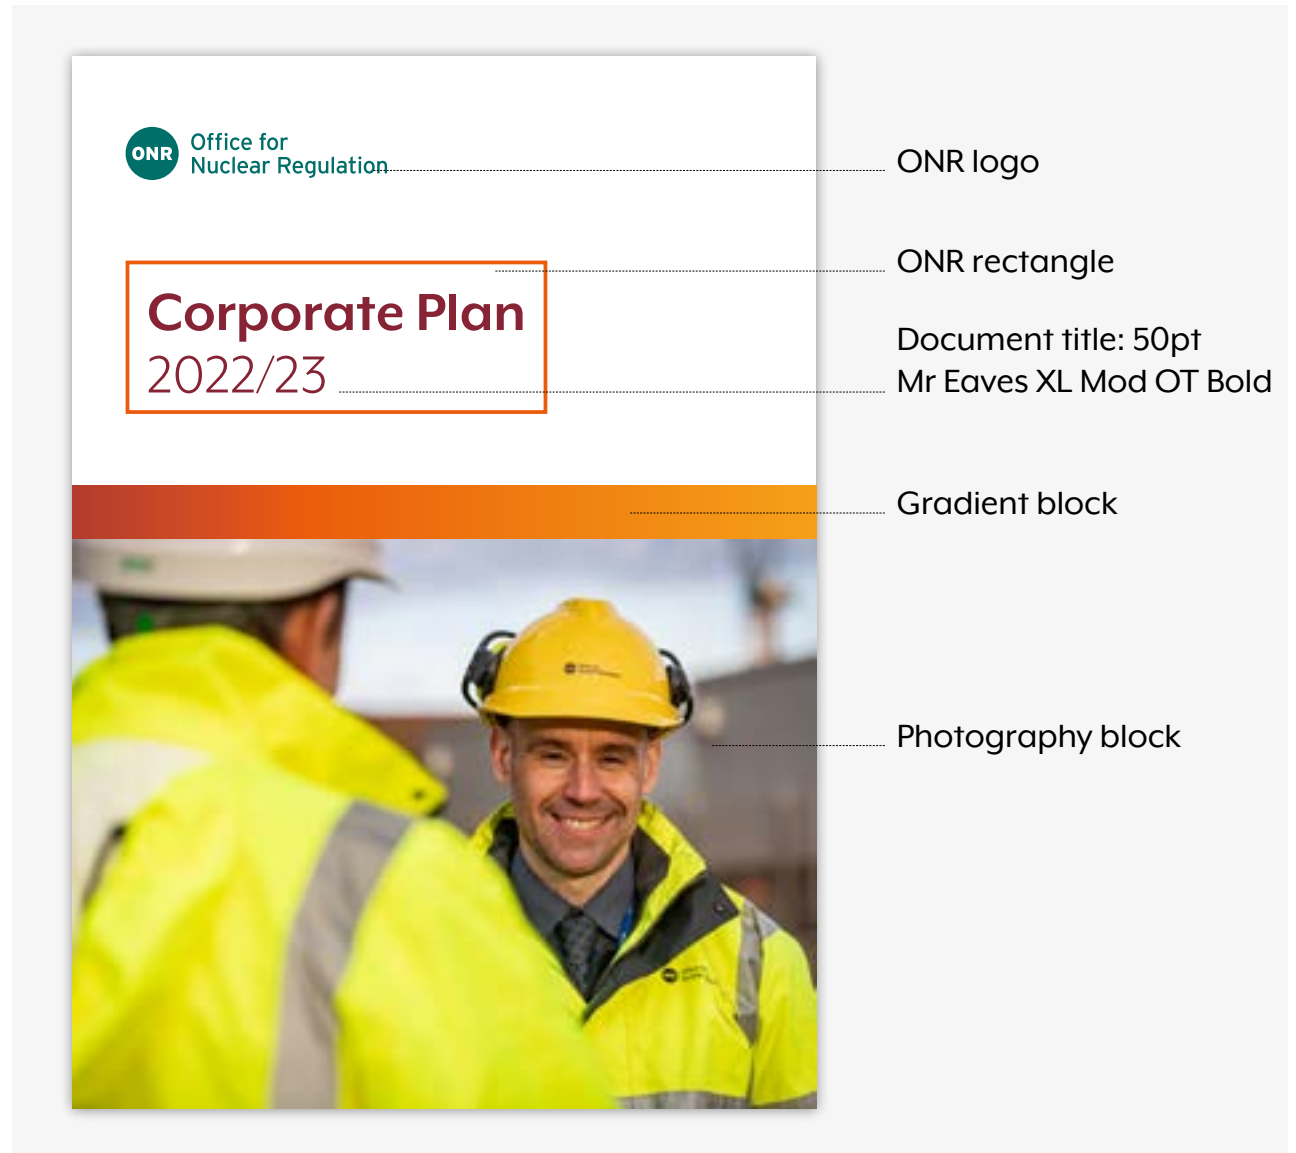 ONR
Office for
Nuclear Regulation
ONR logo
ONR rectangle
Corporate Plan
2022/23
Document title: 50pt
Mr Eaves XL Mod OT Bold
Gradient block
Photography block